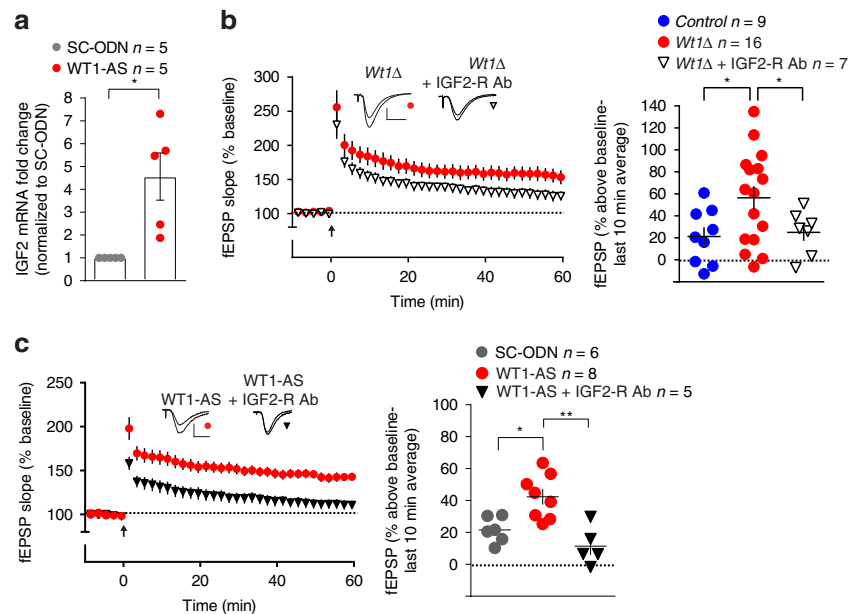 a
SC-ODN n = 5
WT1-AS n = 5
*
IGF2 mRNA fold change
(normalized to SC-ODN)
8
7
6
5
4
3
2
1
0
b
Wt1Δ
Wt1Δ
+ IGF2-R Ab
fEPSP slope (% baseline)
300
250
200
150
100
0
20
40
60
Time (min)
Control n = 9
Wt1Δ n = 16
Wt1Δ + IGF2-R Ab n = 7
*
*
fEPSP (% above baseline-
last 10 min average)
140
120
100
80
60
40
20
0
-20
c
WT1-AS
WT1-AS
+ IGF2-R Ab
fEPSP slope (% baseline)
250
200
150
100
0
20
40
60
Time (min)
SC-ODN n = 6
WT1-AS n = 8
WT1-AS + IGF2-R Ab n = 5
*
**
fEPSP (% above baseline-
last 10 min average)
100
80
60
40
20
0
-20